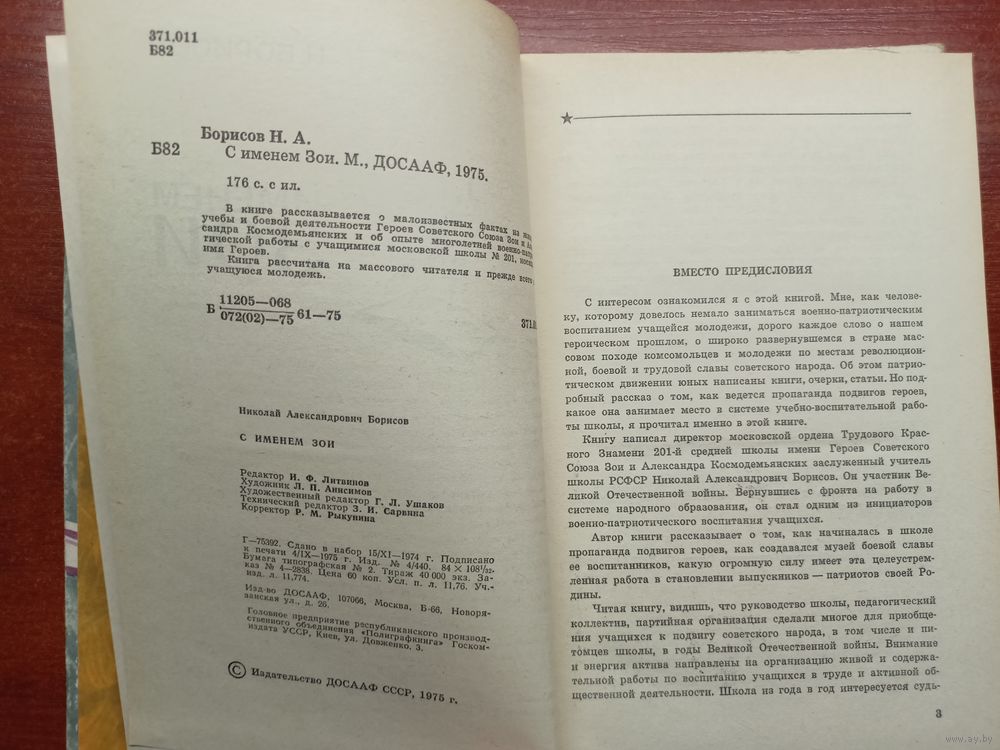 371.011
Б82
Борисов Н. А.
Б82 С именем Зои. М., ДОСААФ, 1975.
176 с. с ил.
В книге рассказывается о малоизвестных фактах из
учебы и боевой деятельности Героев Советского Союза Зои и
сандра Космодемьянских и об опыте многолетней
тической работы с учащимися московской школы № 201,
имя Героев.
Книга рассчитана на массового читателя и прежде всего
учащуюся молодежь.
Б 11205—068
072(02)—75 61—75
Николай Александрович Борисов
С ИМЕНЕМ ЗОИ
Редактор И. Ф. Литвинов
Художник Л. П. Анисимов
Художественный редактор Г. Л. Ушаков
Технический редактор З. И. Сарвина
Корректор Р. М. Рыкунина
Г—75392. Сдано в набор 15/XI—1974 г. Подписано
к печати 4/IX—1975 г. Изд. № 4/440. 84 × 108¹/₃₂.
Бумага типографская № 2. Тираж 40 000 экз. За-
каз № 4—2838. Цена 60 коп. Усл. п. л. 11,76. Уч.-
изд. л. 11,774.
Изд-во ДОСААФ, 107066, Москва, Б-66, Новоря-
занская ул., д. 26.
Головное предприятие республиканского производ-
ственного объединения «Полиграфкнига» Госком-
издата УССР, Киев, ул. Довженко, 3.
© Издательство ДОСААФ СССР, 1975 г.
ВМЕСТО ПРЕДИСЛОВИЯ
С интересом ознакомился я с этой книгой. Мне, как челове-
ку, которому довелось немало заниматься военно-патриотическим
воспитанием учащейся молодежи, дорого каждое слово о нашем
героическом прошлом, о широко развернувшемся в стране мас-
совом походе комсомольцев и молодежи по местам революцион-
ной, боевой и трудовой славы советского народа. Об этом патрио-
тическом движении юных написаны книги, очерки, статьи. Но под-
робный рассказ о том, как ведется пропаганда подвигов героев,
какое она занимает место в системе учебно-воспитательной рабо-
ты школы, я прочитал именно в этой книге.
Книгу написал директор московской ордена Трудового Крас-
ного Знамени 201-й средней школы имени Героев Советского
Союза Зои и Александра Космодемьянских заслуженный учитель
школы РСФСР Николай Александрович Борисов. Он участник Ве-
ликой Отечественной войны. Вернувшись с фронта на работу в
системе народного образования, он стал одним из инициаторов
военно-патриотического воспитания учащихся.
Автор книги рассказывает о том, как начиналась в школе
пропаганда подвигов героев, как создавался музей боевой славы
ее воспитанников, какую огромную силу имеет эта целеустрем-
ленная работа в становлении выпускников — патриотов своей Ро-
дины.
Читая книгу, видишь, что руководство школы, педагогический
коллектив, партийная организация сделали многое для приобще-
ния учащихся к подвигу советского народа, в том числе и пи-
томцев школы, в годы Великой Отечественной войны. Внимание
и энергия актива направлены на организацию живой и содержа-
тельной работы по воспитанию учащихся в труде и активной об-
щественной деятельности. Школа из года в год интересуется судь-
3
www.ay.by